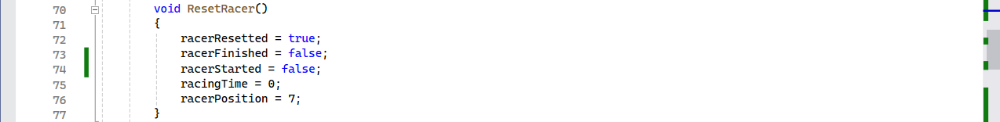 70 void ResetRacer()
71 {
72 racerResetted = true;
73 racerFinished = false;
74 racerStarted = false;
75 racingTime = 0;
76 racerPosition = 7;
77 }